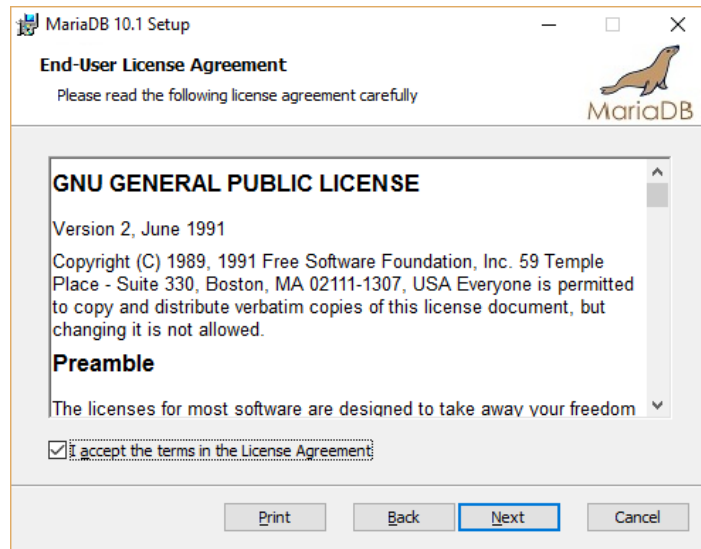 MariaDB 10.1 Setup
End-User License Agreement
Please read the following license agreement carefully
MariaDB
GNU GENERAL PUBLIC LICENSE
Version 2, June 1991
Copyright (C) 1989, 1991 Free Software Foundation, Inc. 59 Temple
Place - Suite 330, Boston, MA 02111-1307, USA Everyone is permitted
to copy and distribute verbatim copies of this license document, but
changing it is not allowed.
Preamble
The licenses for most software are designed to take away your freedom
I accept the terms in the License Agreement
Print Back Next Cancel